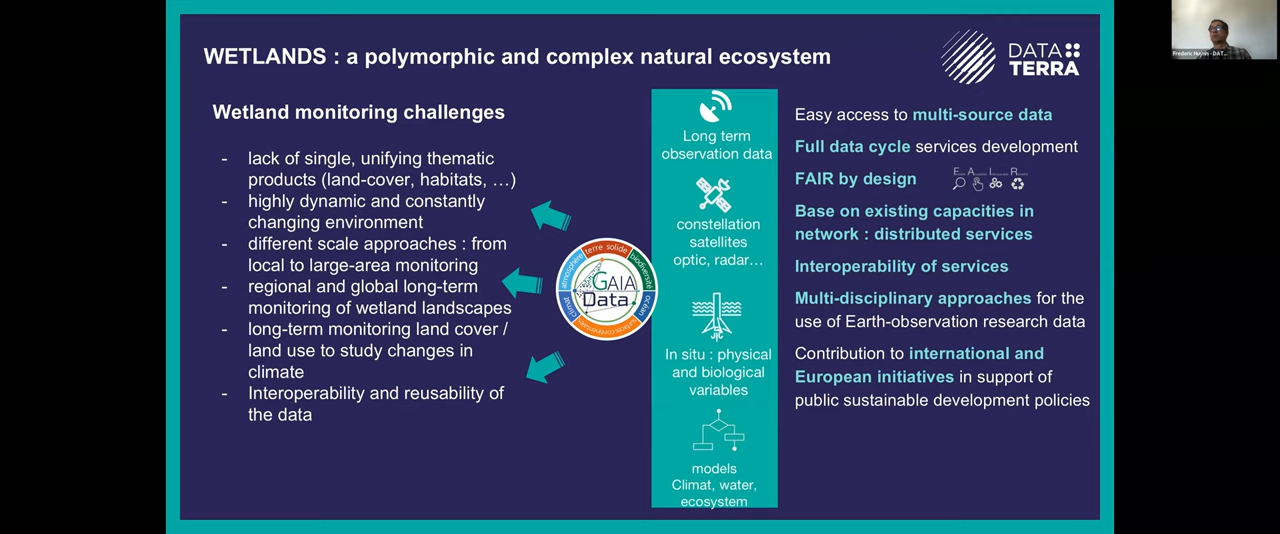 WETLANDS : a polymorphic and complex natural ecosystem
DATA
TERRA
Wetland monitoring challenges
- lack of single, unifying thematic
products (land-cover, habitats, …)
- highly dynamic and constantly
changing environment
- different scale approaches : from
local to large-area monitoring
- regional and global long-term
monitoring of wetland landscapes
- long-term monitoring land cover /
land use to study changes in
climate
- Interoperability and reusability of
the data
atmosphère
terre solide
biodiversité
océan
surfaces continentales
climat
GAIA
Data
Long term
observation data
constellation
satellites
optic, radar…
In situ : physical
and biological
variables
models
Climat, water,
ecosystem
Easy access to multi-source data
Full data cycle services development
FAIR by design
F A I R
Base on existing capacities in
network : distributed services
Interoperability of services
Multi-disciplinary approaches for the
use of Earth-observation research data
Contribution to international and
European initiatives in support of
public sustainable development policies
Frederic Huynh - DAT...